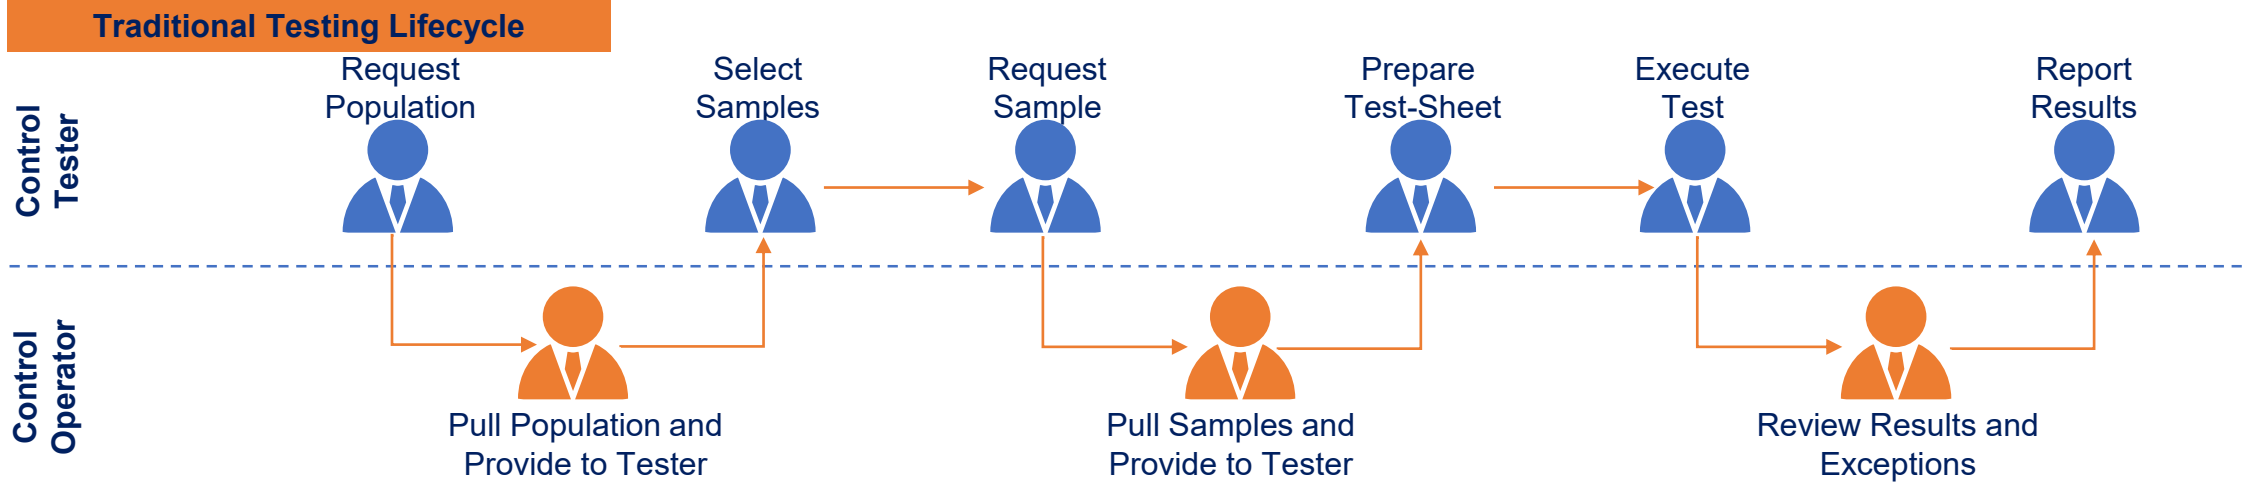 Traditional Testing Lifecycle
Control
Tester
Request
Population
Select
Samples
Request
Sample
Prepare
Test-Sheet
Execute
Test
Report
Results
Control
Operator
Pull Population and
Provide to Tester
Pull Samples and
Provide to Tester
Review Results and
Exceptions